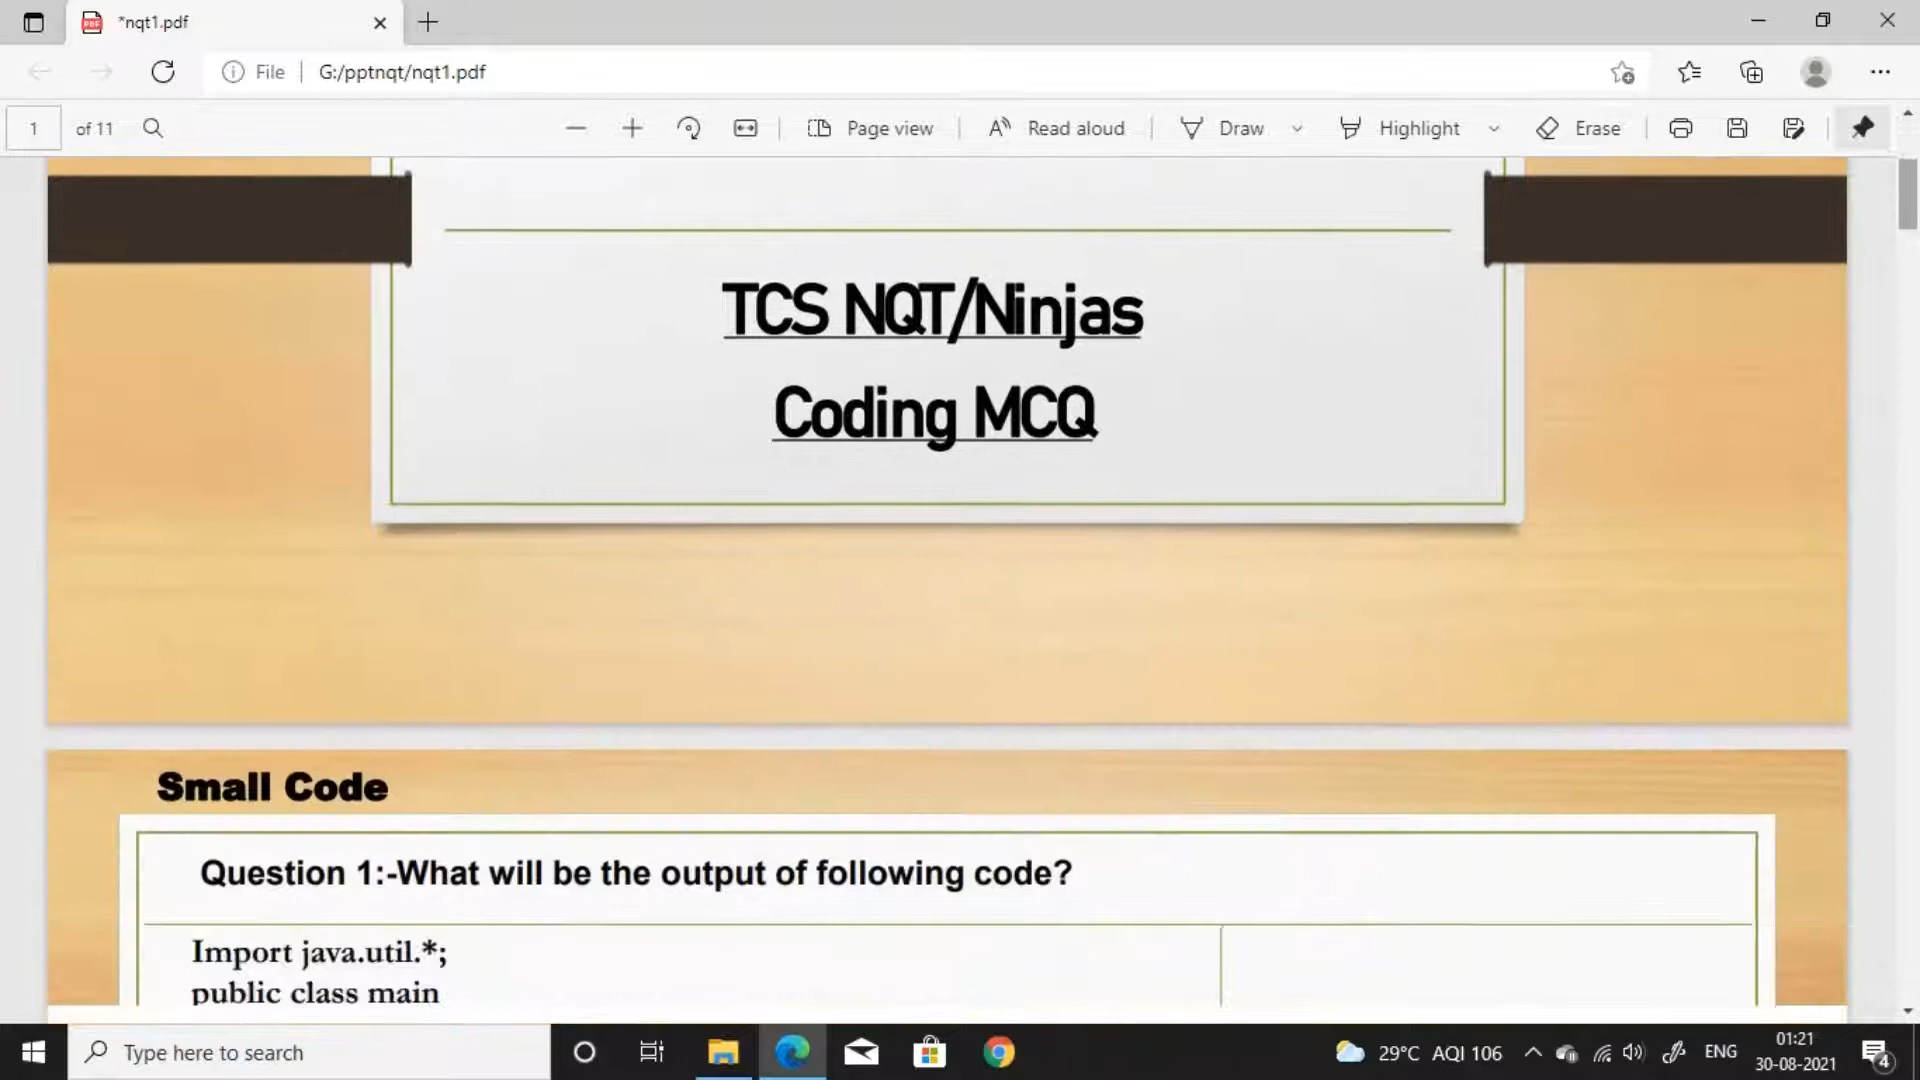 *nqt1.pdf
File
G:/pptnqt/nqt1.pdf
1 of 11
Page view
Read aloud
Draw
Highlight
Erase
TCS NQT/Ninjas
Coding MCQ
Small Code
Question 1:-What will be the output of following code?
Import java.util.*;
public class main
Type here to search
29°C AQI 106
ENG
01:21
30-08-2021
4